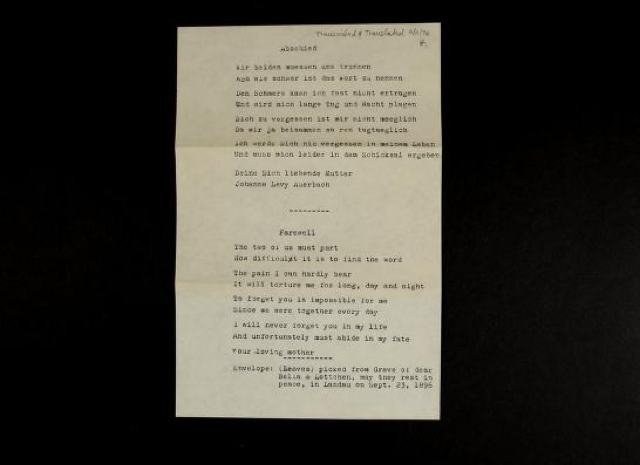 Transcribed & Translated
Abschied
Wir beiden muessen uns trennen
Ach wie schwer ist das Wort zu nennen
Den Schmerz kann ich fast nicht ertragen
Und wird mich lange Tag und Nacht plagen
Dich zu vergessen ist mir nicht moeglich
Da wir ja beisammen wa ren tagtaeglich
Ich werde Dich nie vergessen in meinem Leben
Und muss mich leider in dem Schicksal ergeben
Deine Dich liebende Mutter
Johanna Levy Auerbach
---------
Farewell
The two of us must part
How difficult it is to find the word
The pain I can hardly bear
It will torture me for long, day and night
To forget you is impossible for me
Since we were together every day
I will never forget you in my life
And unfortunately must abide in my fate
Your loving mother
-----------
Envelope: (Leaves) picked from Grave of dear
Bella & Lottchen, may they rest in
peace, in Landau on Sept. 23, 1896